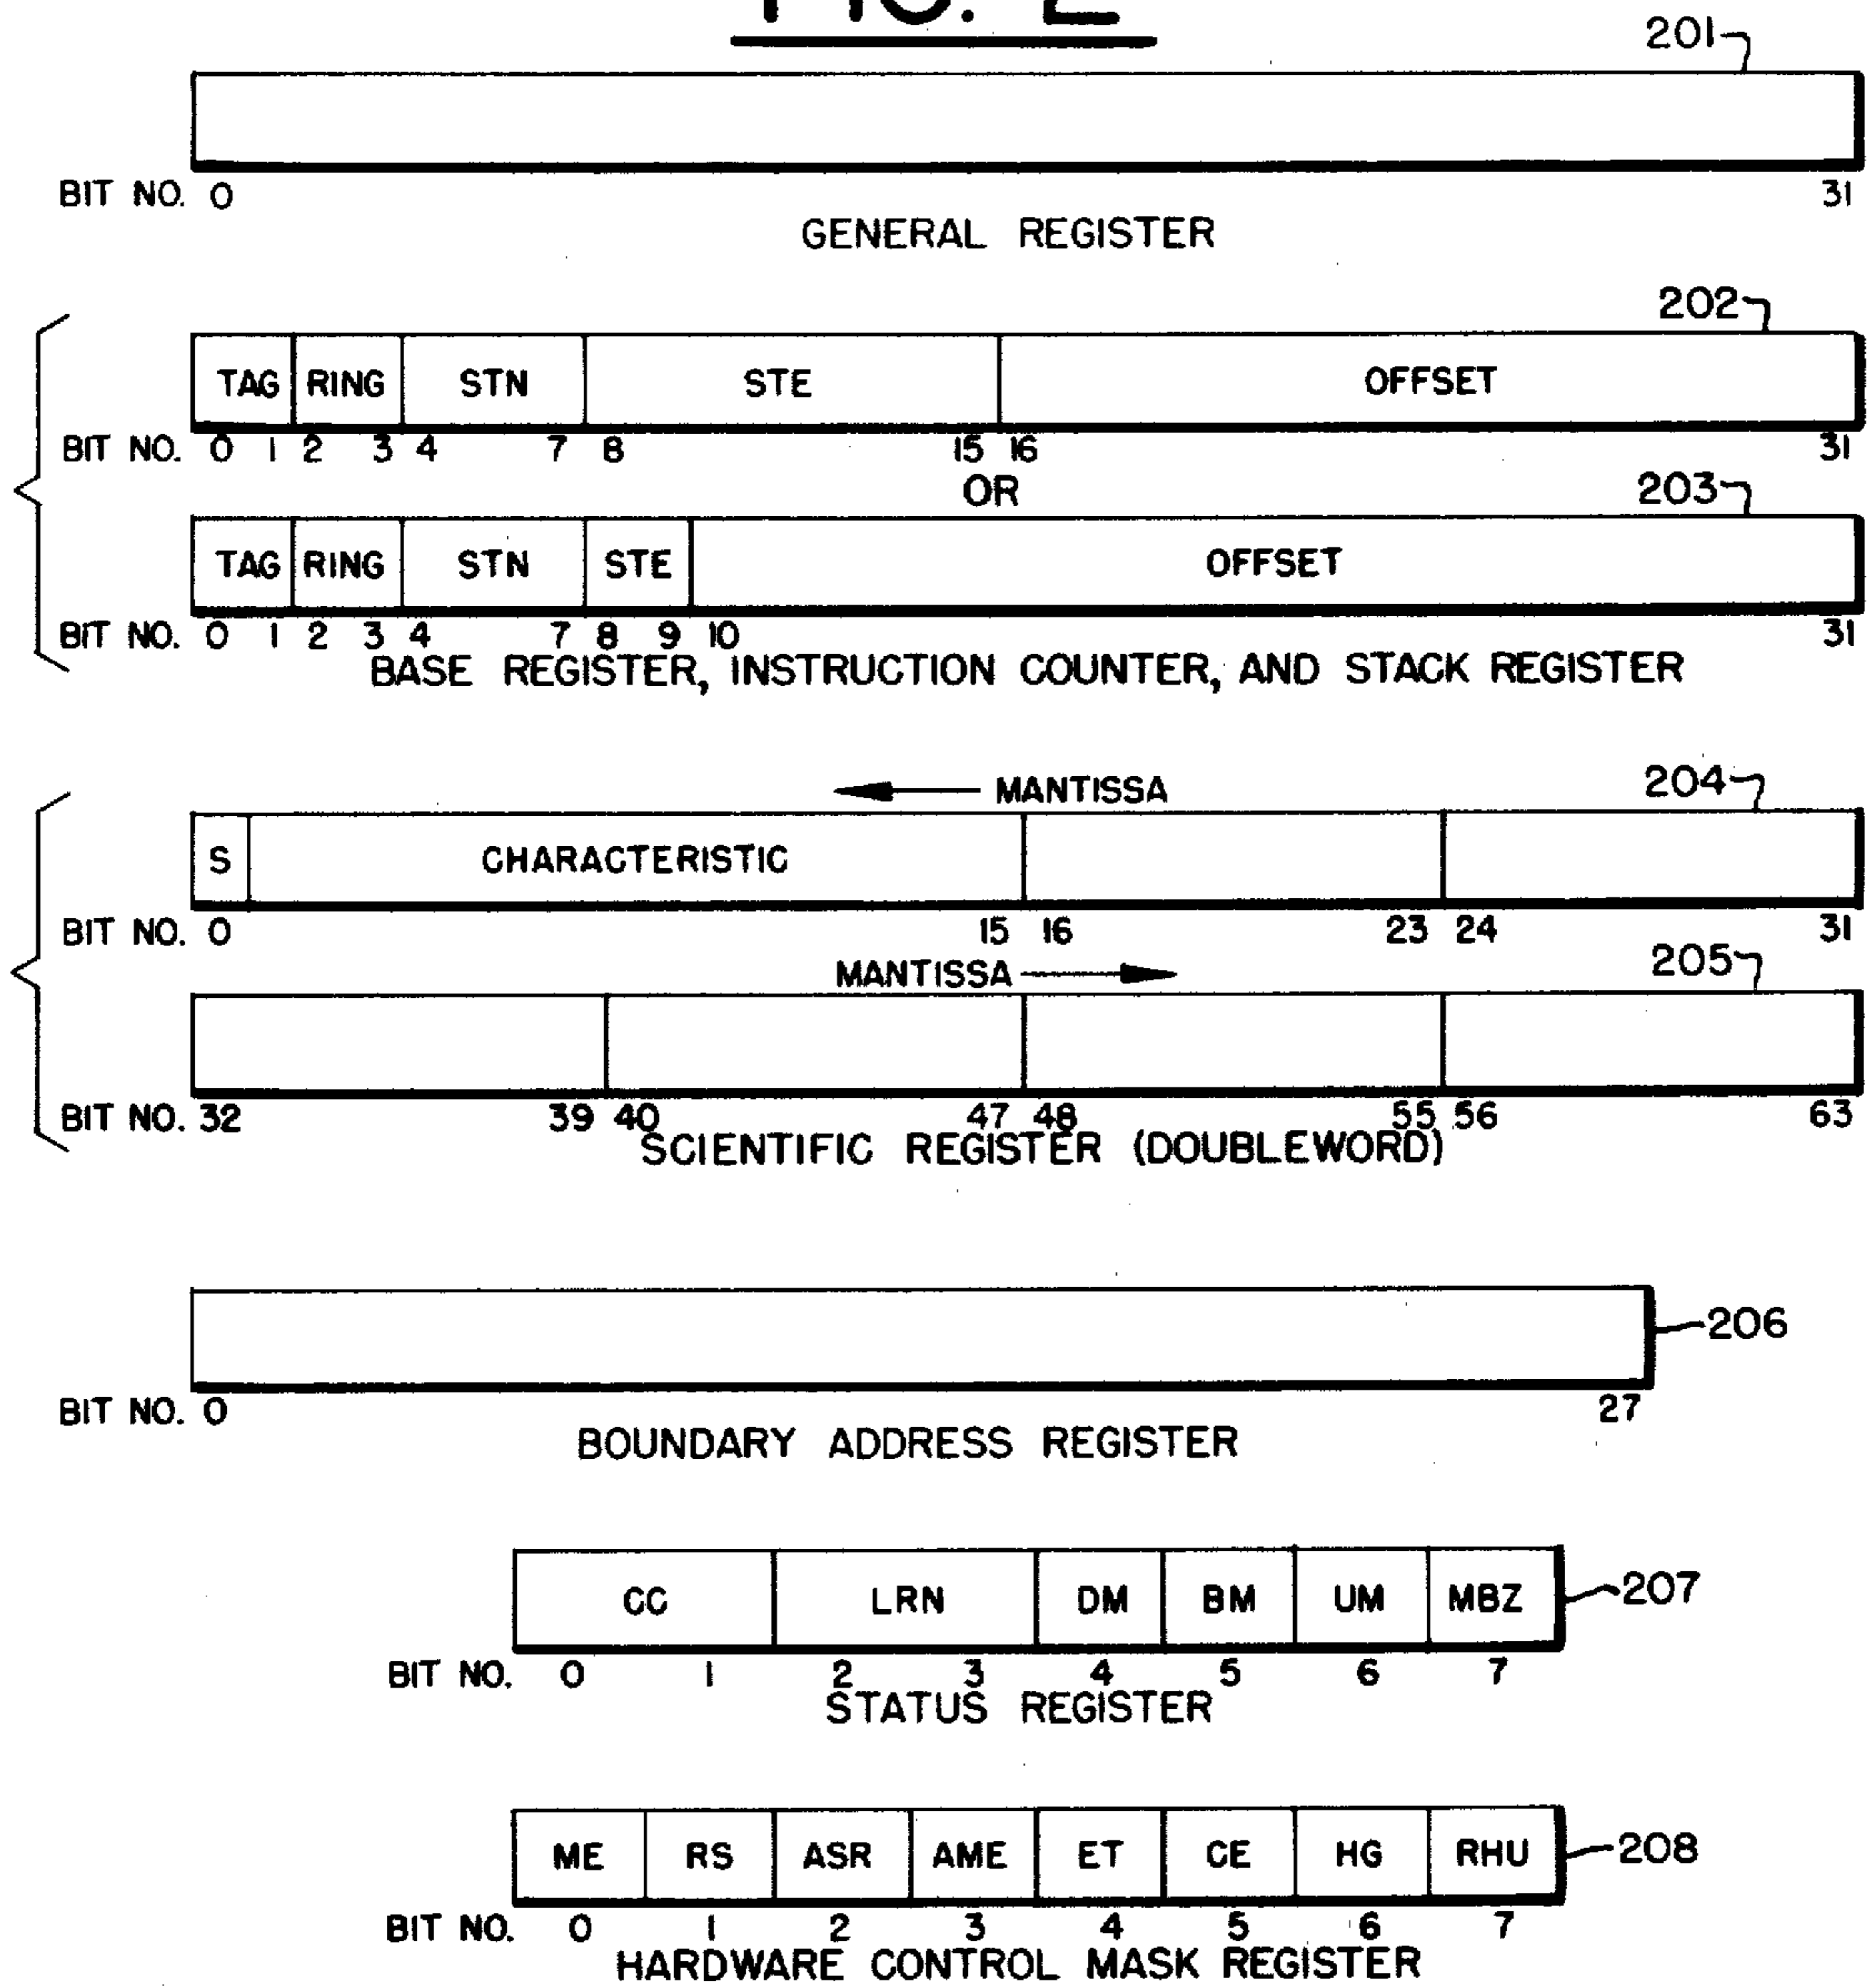 FIG. 2
201
BIT NO. 0 31
GENERAL REGISTER
202
TAG RING STN STE OFFSET
BIT NO. 0 1 2 3 4 7 8 15 16 31
OR
203
TAG RING STN STE OFFSET
BIT NO. 0 1 2 3 4 7 8 9 10 31
BASE REGISTER, INSTRUCTION COUNTER, AND STACK REGISTER
MANTISSA 204
S CHARACTERISTIC
BIT NO. 0 15 16 23 24 31
MANTISSA 205
BIT NO. 32 39 40 47 48 55 56 63
SCIENTIFIC REGISTER (DOUBLEWORD)
206
BIT NO. 0 27
BOUNDARY ADDRESS REGISTER
CC LRN DM BM UM MBZ 207
BIT NO. 0 1 2 3 4 5 6 7
STATUS REGISTER
ME RS ASR AME ET CE HG RHU 208
BIT NO. 0 1 2 3 4 5 6 7
HARDWARE CONTROL MASK REGISTER